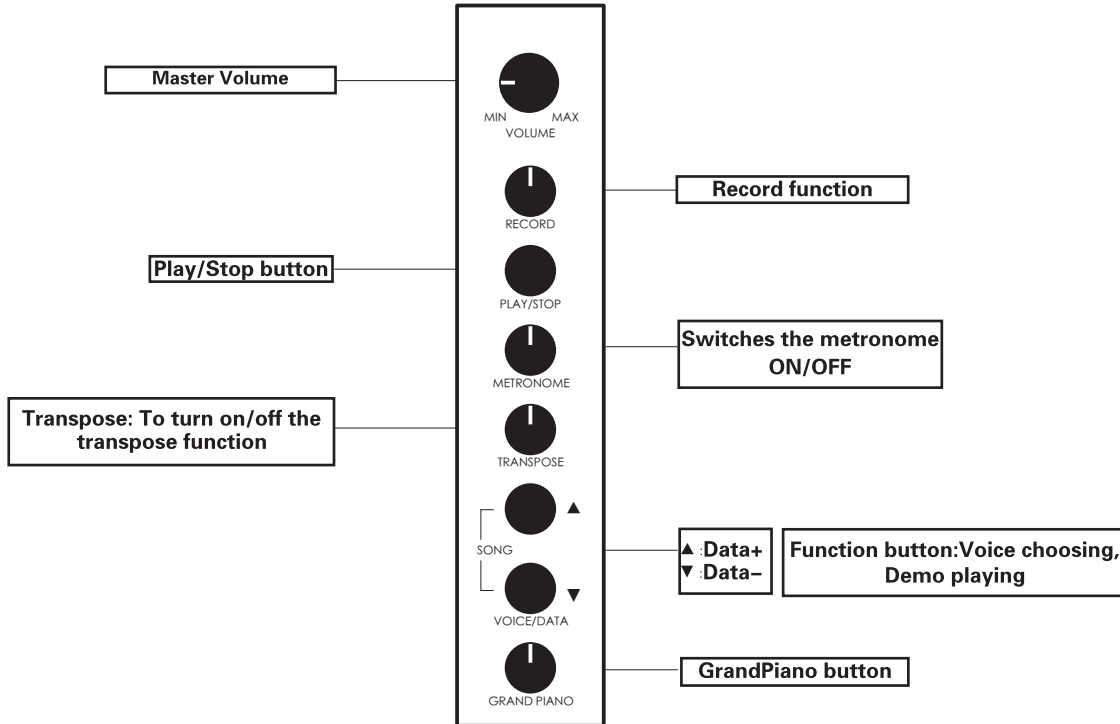 Master Volume
MIN MAX
VOLUME
RECORD
Record function
Play/Stop button
PLAY/STOP
METRONOME
Switches the metronome
ON/OFF
Transpose: To turn on/off the
transpose function
TRANSPOSE
▲
SONG
▲ :Data+
▼ :Data–
Function button:Voice choosing,
Demo playing
▼
VOICE/DATA
GRAND PIANO
GrandPiano button